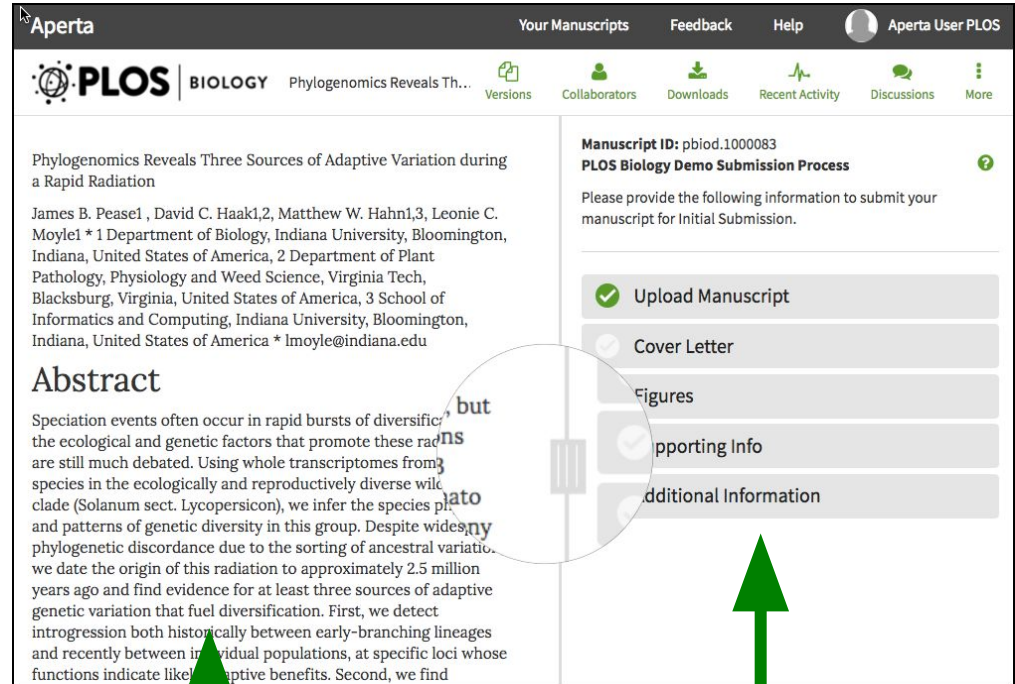 Aperta
Your Manuscripts Feedback Help Aperta User PLOS
PLOS BIOLOGY Phylogenomics Reveals Th...
Versions Collaborators Downloads Recent Activity Discussions More
Phylogenomics Reveals Three Sources of Adaptive Variation during
a Rapid Radiation
James B. Pease1 , David C. Haak1,2, Matthew W. Hahn1,3, Leonie C.
Moyle1 * 1 Department of Biology, Indiana University, Bloomington,
Indiana, United States of America, 2 Department of Plant
Pathology, Physiology and Weed Science, Virginia Tech,
Blacksburg, Virginia, United States of America, 3 School of
Informatics and Computing, Indiana University, Bloomington,
Indiana, United States of America * lmoyle@indiana.edu
Abstract
Speciation events often occur in rapid bursts of diversific , but
the ecological and genetic factors that promote these rad ns
are still much debated. Using whole transcriptomes from 3
species in the ecologically and reproductively diverse wild ato
clade (Solanum sect. Lycopersicon), we infer the species ph
and patterns of genetic diversity in this group. Despite widesp ny
phylogenetic discordance due to the sorting of ancestral variatio
we date the origin of this radiation to approximately 2.5 million
years ago and find evidence for at least three sources of adaptive
genetic variation that fuel diversification. First, we detect
introgression both historically between early-branching lineages
and recently between individual populations, at specific loci whose
functions indicate likel aptive benefits. Second, we find
Manuscript ID: pbiod.1000083
PLOS Biology Demo Submission Process
Please provide the following information to submit your
manuscript for Initial Submission.
Upload Manuscript
Cover Letter
Figures
pporting Info
dditional Information